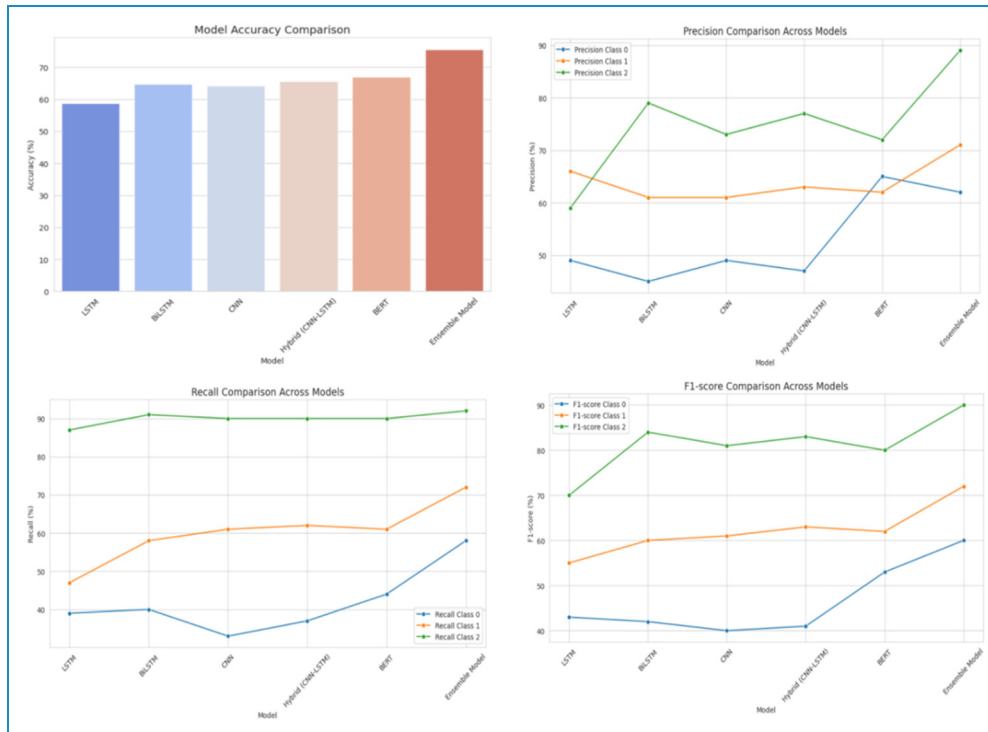 Model Accuracy Comparison
Accuracy (%)
70
60
50
40
30
20
10
0
LSTM
BiLSTM
CNN
Hybrid (CNN-LSTM)
BERT
Ensemble Model
Model
Precision Comparison Across Models
Precision Class 0
Precision Class 1
Precision Class 2
Precision (%)
90
80
70
60
50
LSTM
BiLSTM
CNN
Hybrid (CNN-LSTM)
BERT
Ensemble Model
Model
Recall Comparison Across Models
Recall (%)
90
80
70
60
50
40
Recall Class 0
Recall Class 1
Recall Class 2
LSTM
BiLSTM
CNN
Hybrid (CNN-LSTM)
BERT
Ensemble Model
Model
F1-score Comparison Across Models
F1-score Class 0
F1-score Class 1
F1-score Class 2
F1-score (%)
90
80
70
60
50
40
LSTM
BiLSTM
CNN
Hybrid (CNN-LSTM)
BERT
Ensemble Model
Model